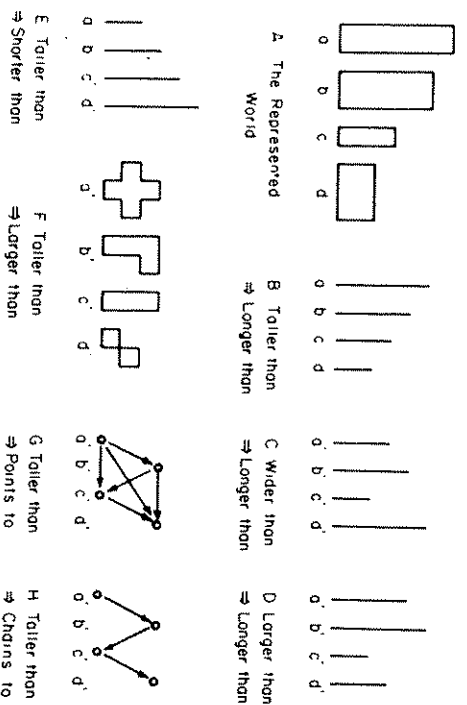 a b c d
A The Represented
World
a' b' c' d'
B Taller than
⇒ Longer than
a' b' c' d'
C Wider than
⇒ Longer than
a' b' c' d'
D Larger than
⇒ Longer than
a' b' c' d'
E Taller than
⇒ Shorter than
a' b' c' d'
F Taller than
⇒ Larger than
a' b' c' d'
G Taller than
⇒ Points to
a' b' c' d'
H Taller than
⇒ Chains to